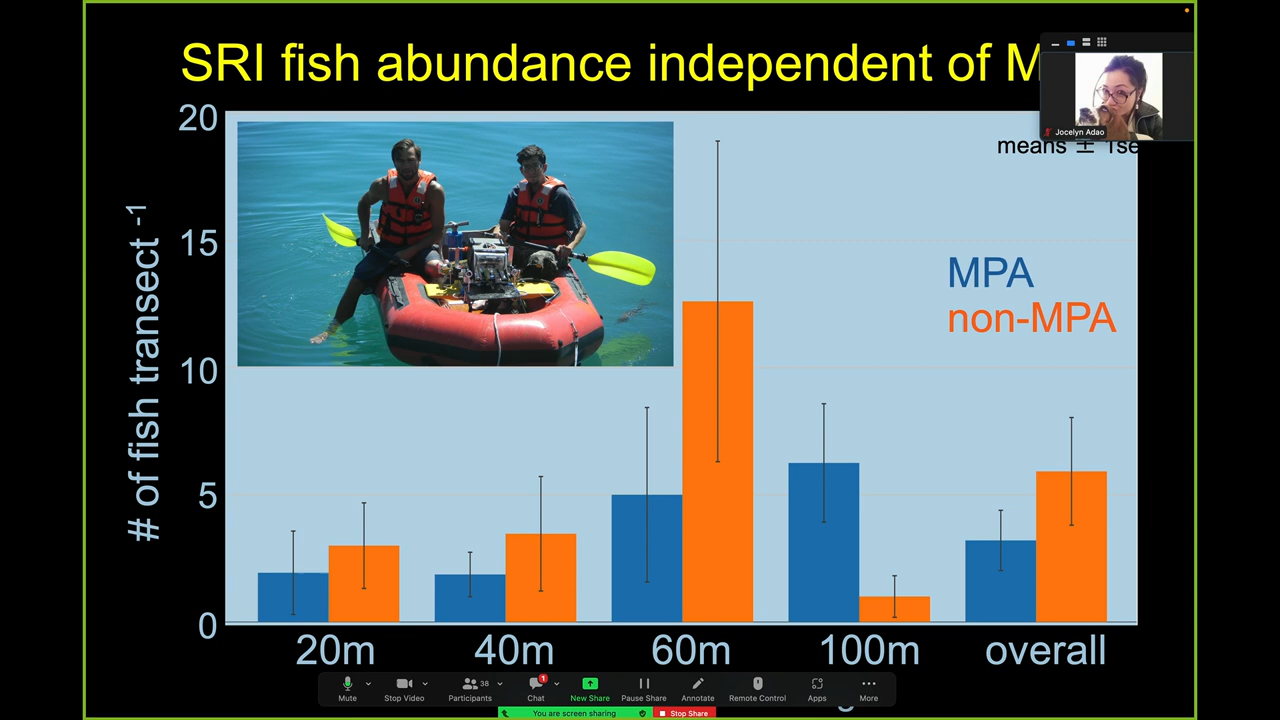 SRI fish abundance independent of M
Jocelyn Adao
means ± 1se
20
15
10
5
0
# of fish transect -1
MPA
non-MPA
20m
40m
60m
100m
overall
Mute
Stop Video
38
Participants
1
Chat
New Share
Pause Share
Annotate
Remote Control
Apps
More
You are screen sharing
Stop Share